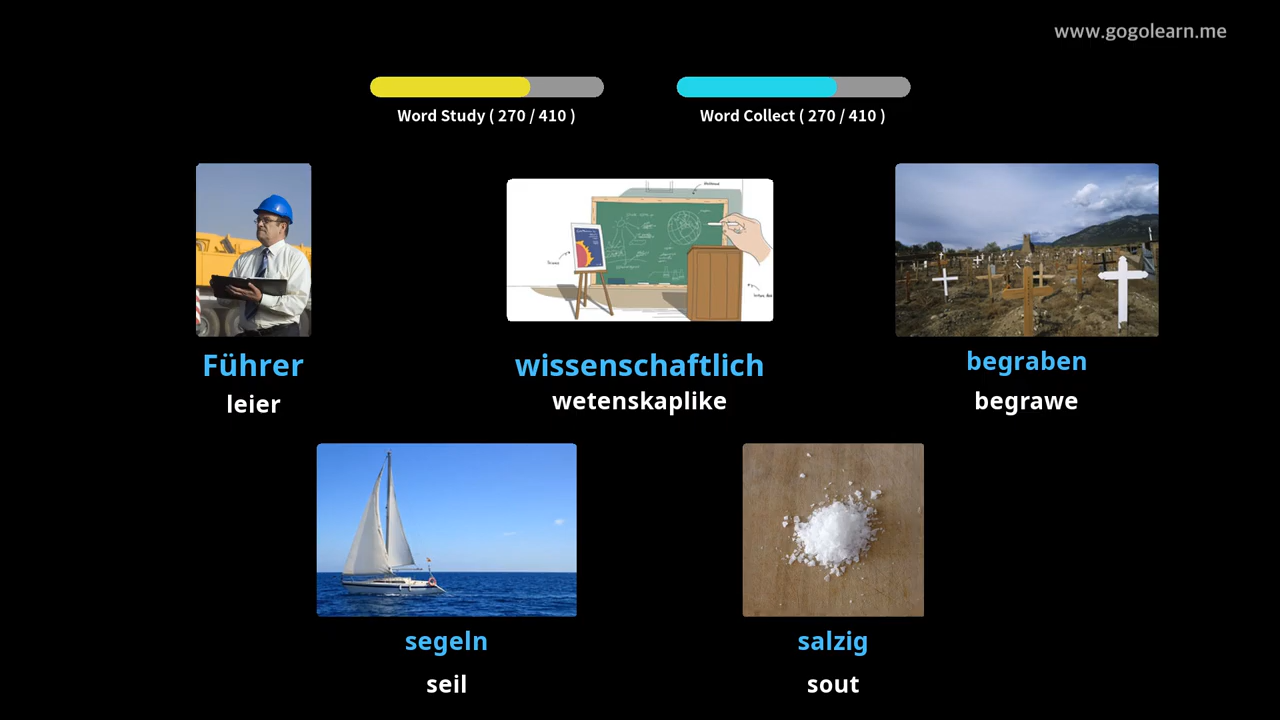 www.gogolearn.me
Word Study ( 270 / 410 )
Word Collect ( 270 / 410 )
Führer
leier
wissenschaftlich
wetenskaplike
begraben
begrawe
segeln
seil
salzig
sout